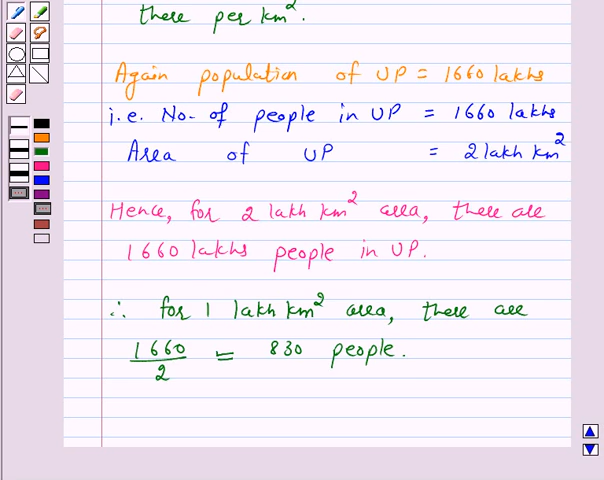 there per km².
Again population of UP = 1660 lakhs
i.e. No. of people in UP = 1660 lakhs
Area of UP = 2 lakh km²
Hence, for 2 lakh km² area, there are
1660 lakhs people in UP.
∴ for 1 lakh km² area, there are
1660/2 = 830 people.